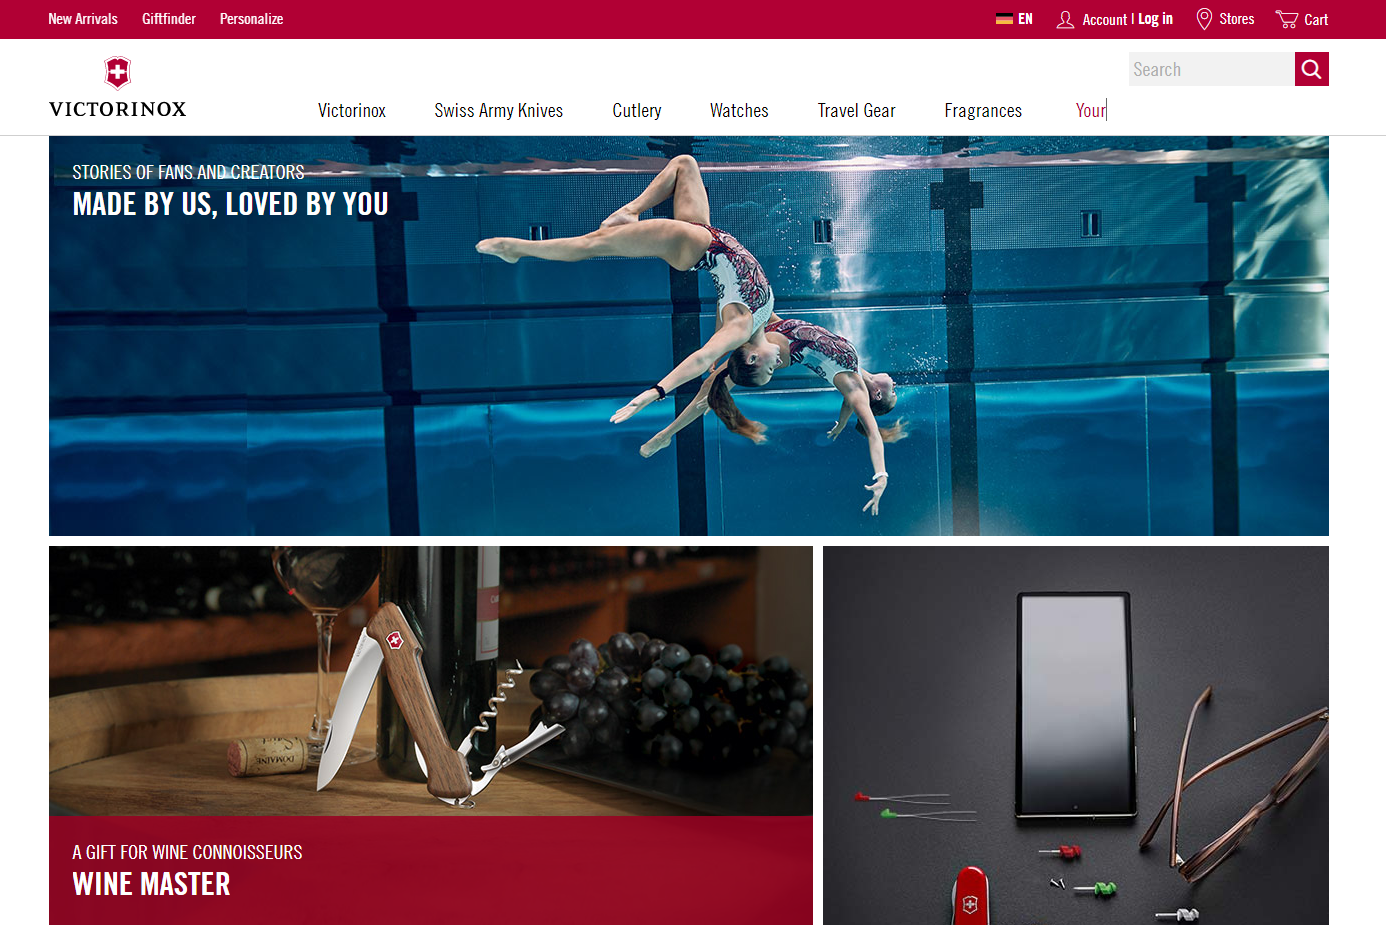 New Arrivals Giftfinder Personalize EN Account | Log in Stores Cart
Search
VICTORINOX Victorinox Swiss Army Knives Cutlery Watches Travel Gear Fragrances Your
STORIES OF FANS AND CREATORS
MADE BY US, LOVED BY YOU
DOMAINE
A GIFT FOR WINE CONNOISSEURS
WINE MASTER